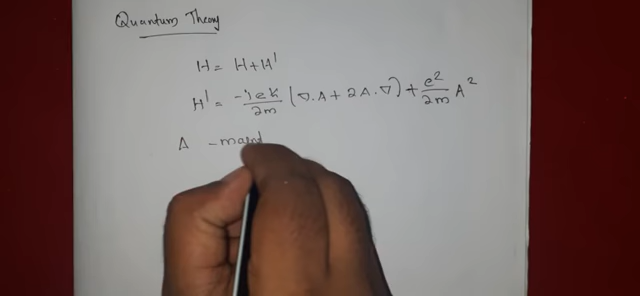 Quantum Theory
H = H+H'
H' = -ieħ/2m (∇.A + 2A.∇) + e²/2m A²
A